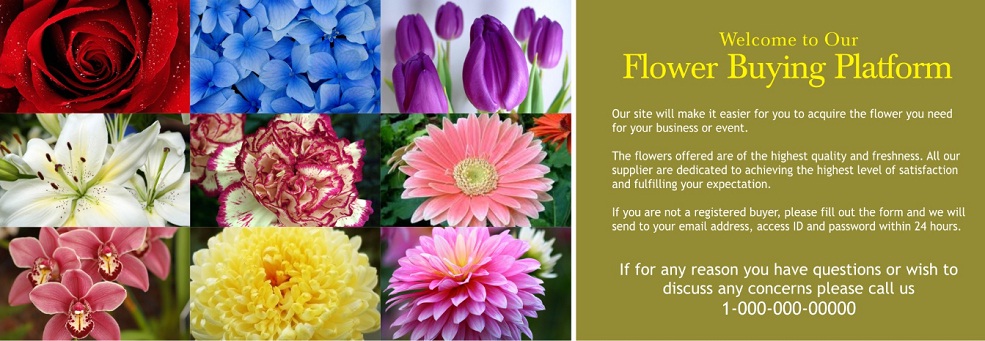 Welcome to Our
Flower Buying Platform
Our site will make it easier for you to acquire the flower you need
for your business or event.
The flowers offered are of the highest quality and freshness. All our
supplier are dedicated to achieving the highest level of satisfaction
and fulfilling your expectation.
If you are not a registered buyer, please fill out the form and we will
send to your email address, access ID and password within 24 hours.
If for any reason you have questions or wish to
discuss any concerns please call us
1-000-000-00000